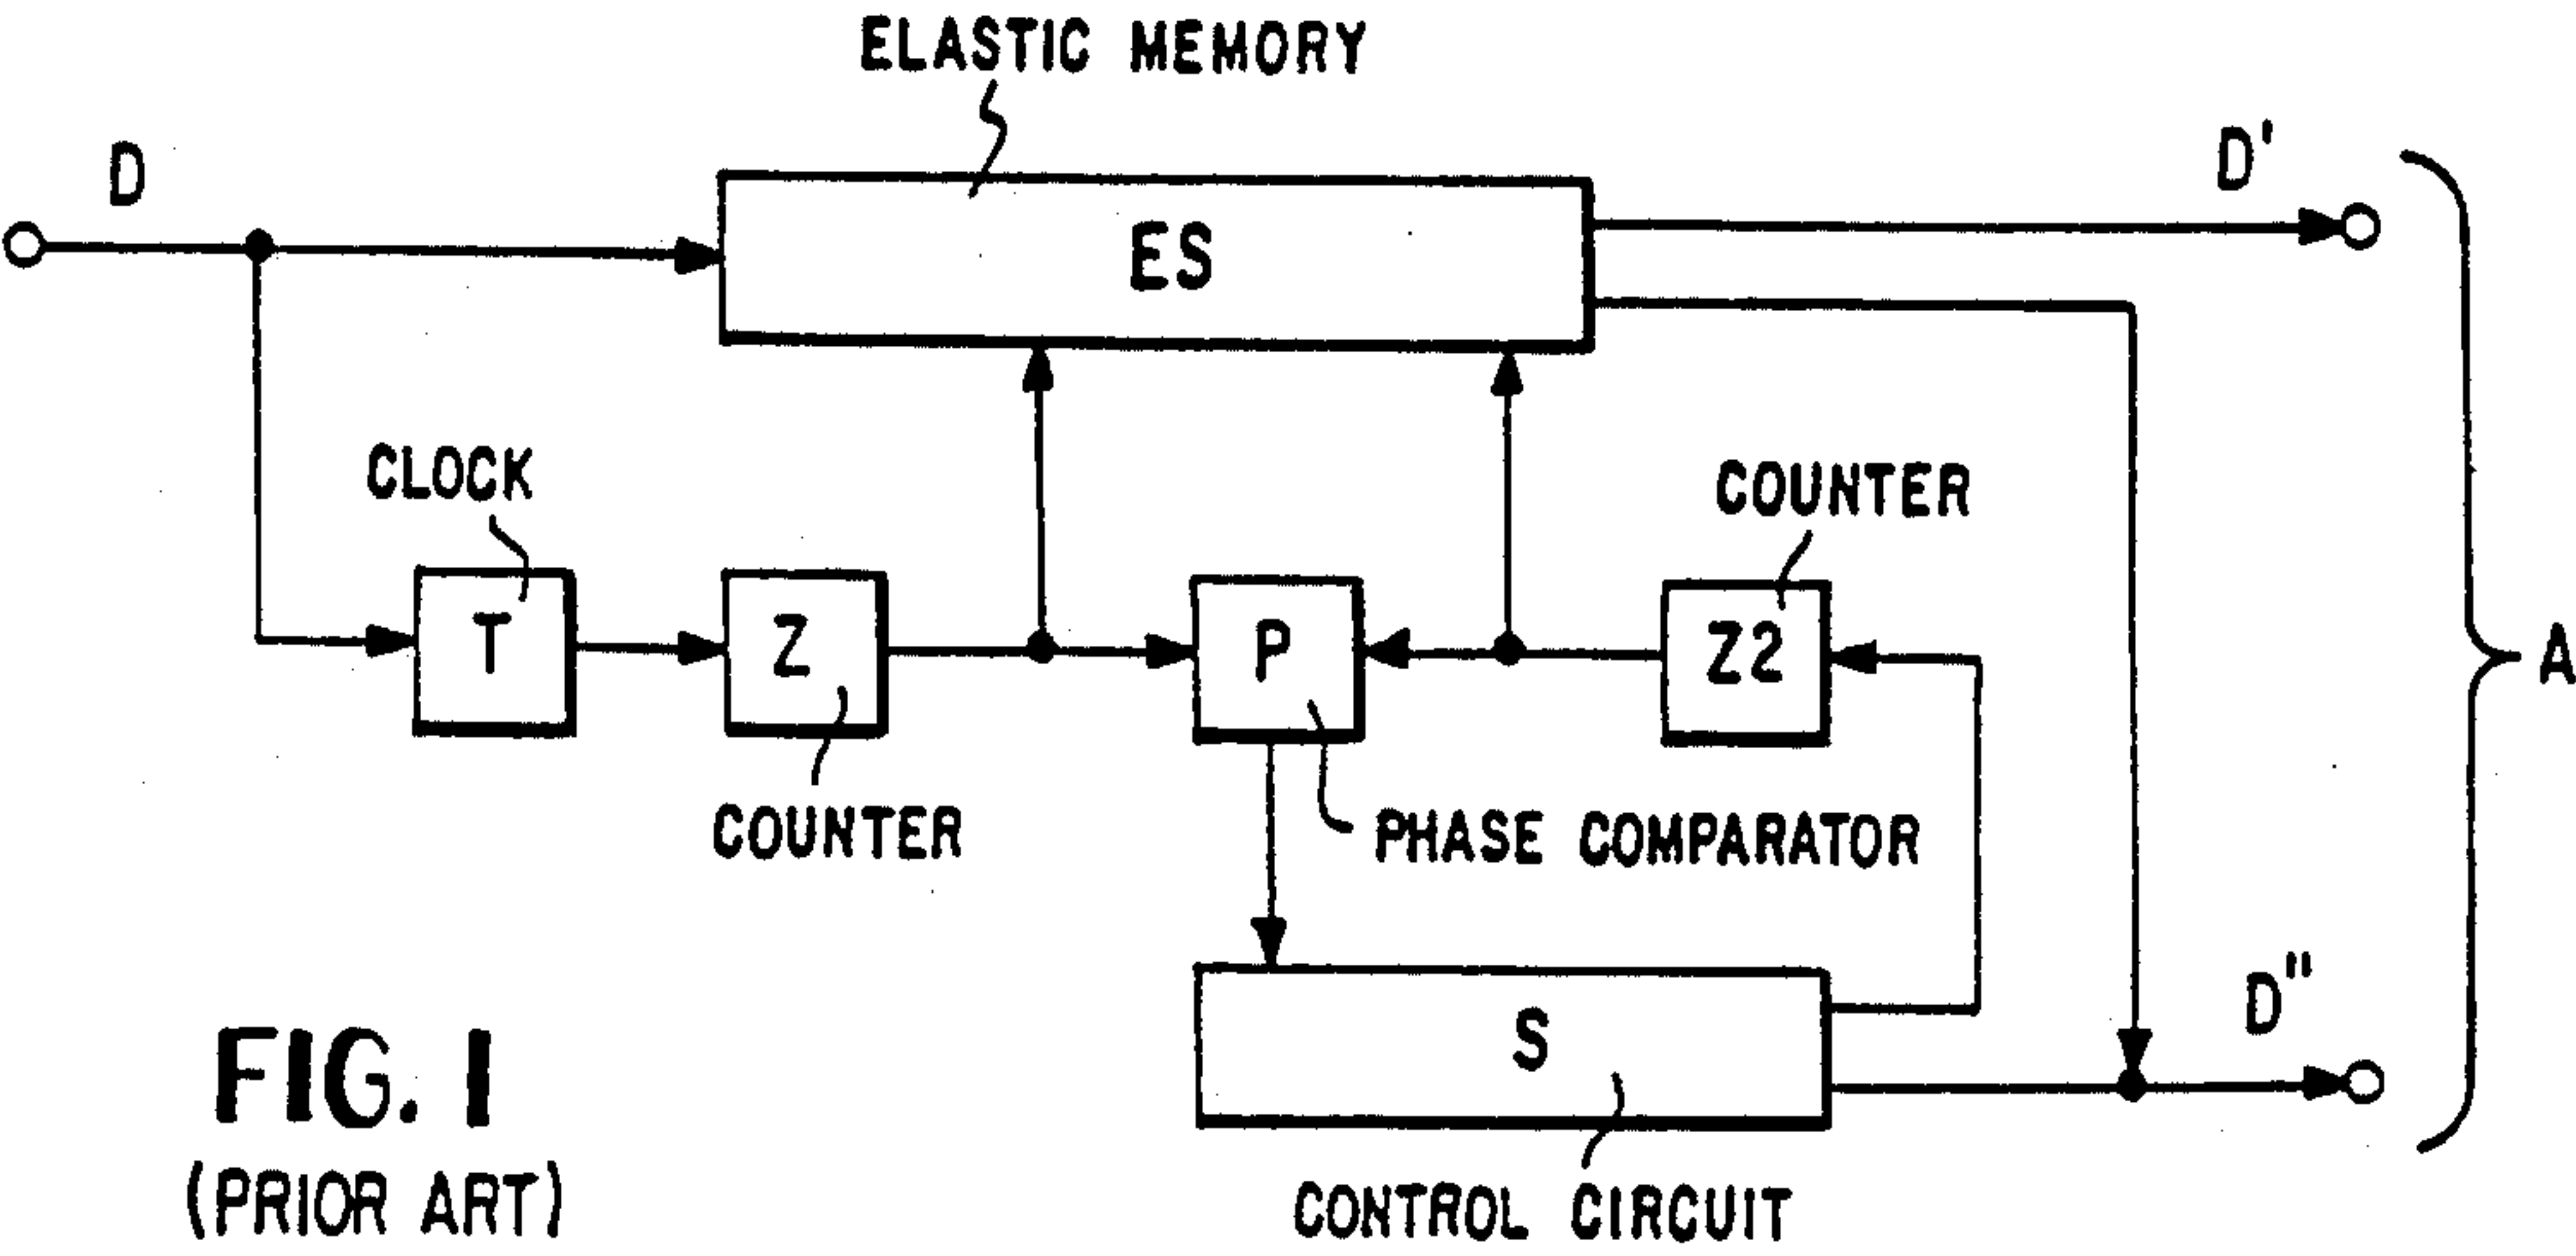 ELASTIC MEMORY
D
D'
ES
CLOCK
COUNTER
T
Z
P
Z2
A
COUNTER
PHASE COMPARATOR
D"
S
FIG. 1
(PRIOR ART)
CONTROL CIRCUIT